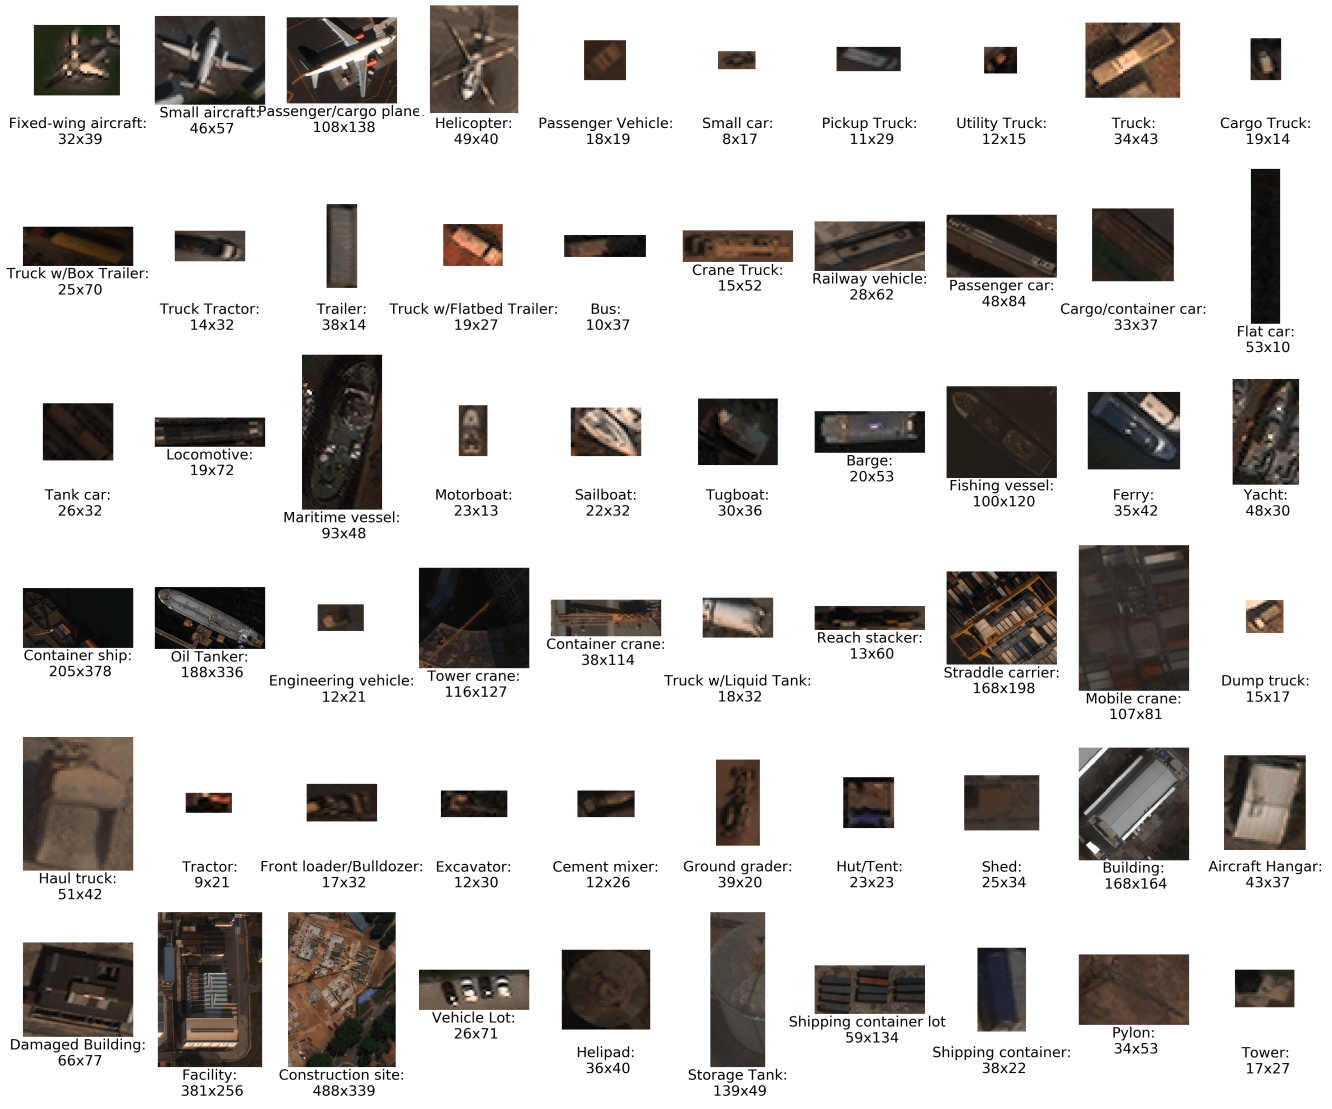 Fixed-wing aircraft:
32x39
Small aircraft:
46x57
Passenger/cargo plane:
108x138
Helicopter:
49x40
Passenger Vehicle:
18x19
Small car:
8x17
Pickup Truck:
11x29
Utility Truck:
12x15
Truck:
34x43
Cargo Truck:
19x14
Truck w/Box Trailer:
25x70
Truck Tractor:
14x32
Trailer:
38x14
Truck w/Flatbed Trailer:
19x27
Bus:
10x37
Crane Truck:
15x52
Railway vehicle:
28x62
Passenger car:
48x84
Cargo/container car:
33x37
Flat car:
53x10
Tank car:
26x32
Locomotive:
19x72
Maritime vessel:
93x48
Motorboat:
23x13
Sailboat:
22x32
Tugboat:
30x36
Barge:
20x53
Fishing vessel:
100x120
Ferry:
35x42
Yacht:
48x30
Container ship:
205x378
Oil Tanker:
188x336
Engineering vehicle:
12x21
Tower crane:
116x127
Container crane:
38x114
Truck w/Liquid Tank:
18x32
Reach stacker:
13x60
Straddle carrier:
168x198
Mobile crane:
107x81
Dump truck:
15x17
Haul truck:
51x42
Tractor:
9x21
Front loader/Bulldozer:
17x32
Excavator:
12x30
Cement mixer:
12x26
Ground grader:
39x20
Hut/Tent:
23x23
Shed:
25x34
Building:
168x164
Aircraft Hangar:
43x37
Damaged Building:
66x77
Facility:
381x256
Construction site:
488x339
Vehicle Lot:
26x71
Helipad:
36x40
Storage Tank:
139x49
Shipping container lot
59x134
Shipping container:
38x22
Pylon:
34x53
Tower:
17x27